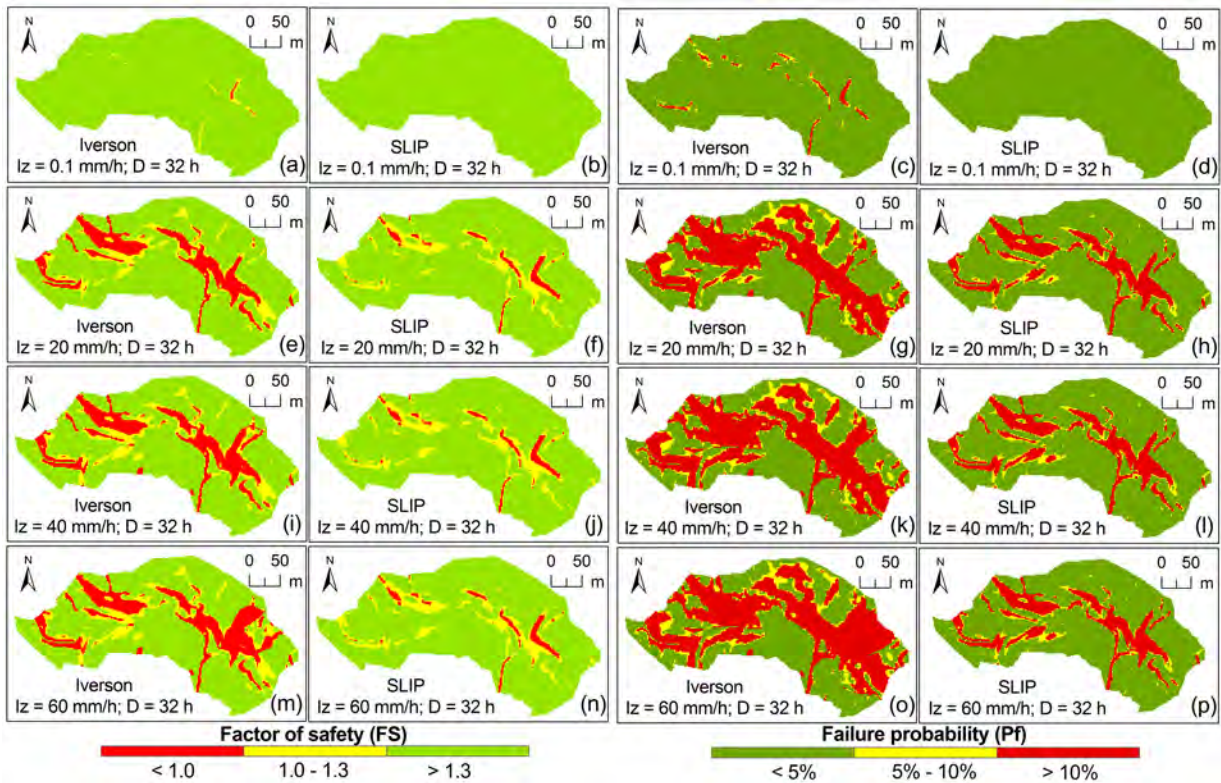 N 0 50 m
Iverson
Iz = 0.1 mm/h; D = 32 h (a)
N 0 50 m
SLIP
Iz = 0.1 mm/h; D = 32 h (b)
N 0 50 m
Iverson
Iz = 0.1 mm/h; D = 32 h (c)
N 0 50 m
SLIP
Iz = 0.1 mm/h; D = 32 h (d)
N 0 50 m
Iverson
Iz = 20 mm/h; D = 32 h (e)
N 0 50 m
SLIP
Iz = 20 mm/h; D = 32 h (f)
N 0 50 m
Iverson
Iz = 20 mm/h; D = 32 h (g)
N 0 50 m
SLIP
Iz = 20 mm/h; D = 32 h (h)
N 0 50 m
Iverson
Iz = 40 mm/h; D = 32 h (i)
N 0 50 m
SLIP
Iz = 40 mm/h; D = 32 h (j)
N 0 50 m
Iverson
Iz = 40 mm/h; D = 32 h (k)
N 0 50 m
SLIP
Iz = 40 mm/h; D = 32 h (l)
N 0 50 m
Iverson
Iz = 60 mm/h; D = 32 h (m)
N 0 50 m
SLIP
Iz = 60 mm/h; D = 32 h (n)
N 0 50 m
Iverson
Iz = 60 mm/h; D = 32 h (o)
N 0 50 m
SLIP
Iz = 60 mm/h; D = 32 h (p)
Factor of safety (FS)
< 1.0 1.0 - 1.3 > 1.3
Failure probability (Pf)
< 5% 5% - 10% > 10%